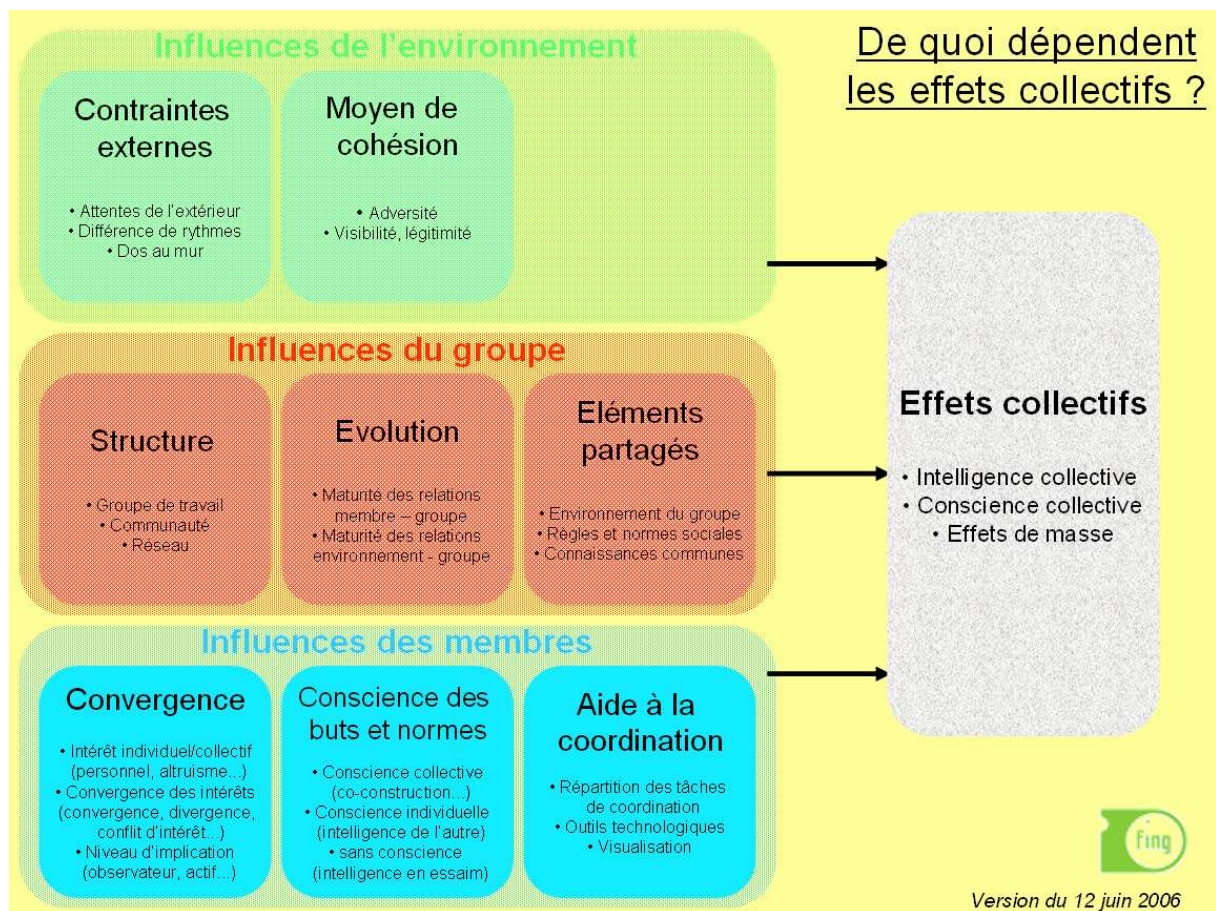 De quoi dépendent
les effets collectifs ?
Influences de l'environnement
Contraintes
externes
• Attentes de l'extérieur
• Différence de rythmes
• Dos au mur
Moyen de
cohésion
• Adversité
• Visibilité, légitimité
Influences du groupe
Structure
• Groupe de travail
• Communauté
• Réseau
Evolution
• Maturité des relations
membre – groupe
• Maturité des relations
environnement - groupe
Eléments
partagés
• Environnement du groupe
• Règles et normes sociales
• Connaissances communes
Influences des membres
Convergence
• Intérêt individuel/collectif
(personnel, altruisme...)
• Convergence des intérêts
(convergence, divergence,
conflit d'intérêt...)
• Niveau d'implication
(observateur, actif...)
Conscience des
buts et normes
• Conscience collective
(co-construction...)
• Conscience individuelle
(intelligence de l'autre)
• sans conscience
(intelligence en essaim)
Aide à la
coordination
• Répartition des tâches
de coordination
• Outils technologiques
• Visualisation
Effets collectifs
• Intelligence collective
• Conscience collective
• Effets de masse
Fing
Version du 12 juin 2006